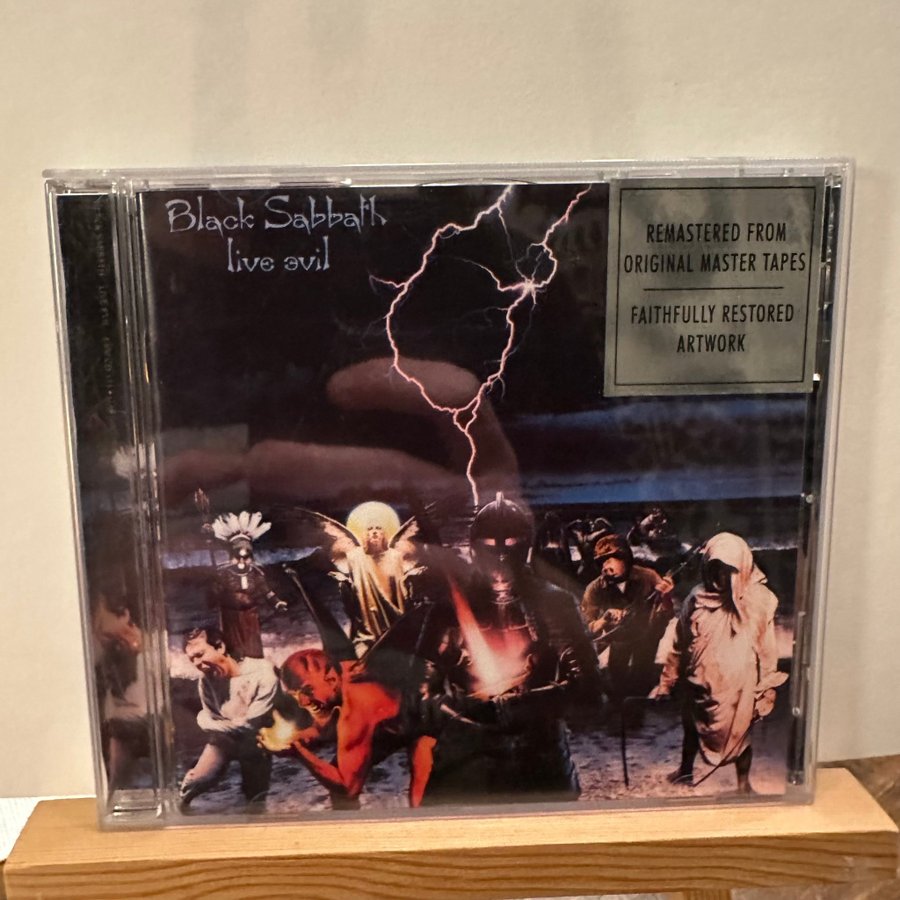 Black Sabbath
live evil
REMASTERED FROM
ORIGINAL MASTER TAPES
FAITHFULLY RESTORED
ARTWORK